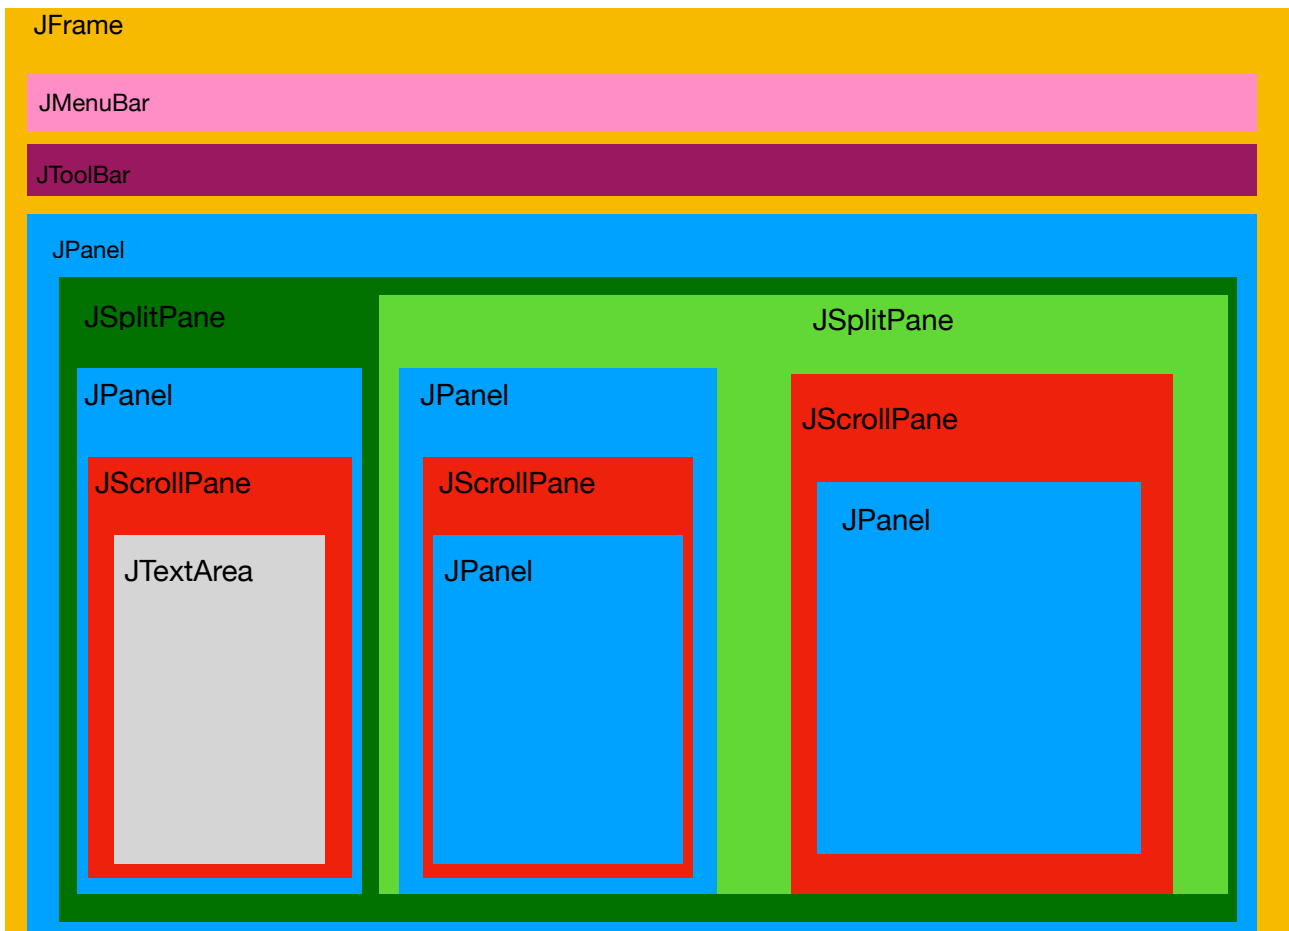 JFrame
JMenuBar
JToolBar
JPanel
JSplitPane
JSplitPane
JPanel
JPanel
JScrollPane
JScrollPane
JScrollPane
JPanel
JTextArea
JPanel